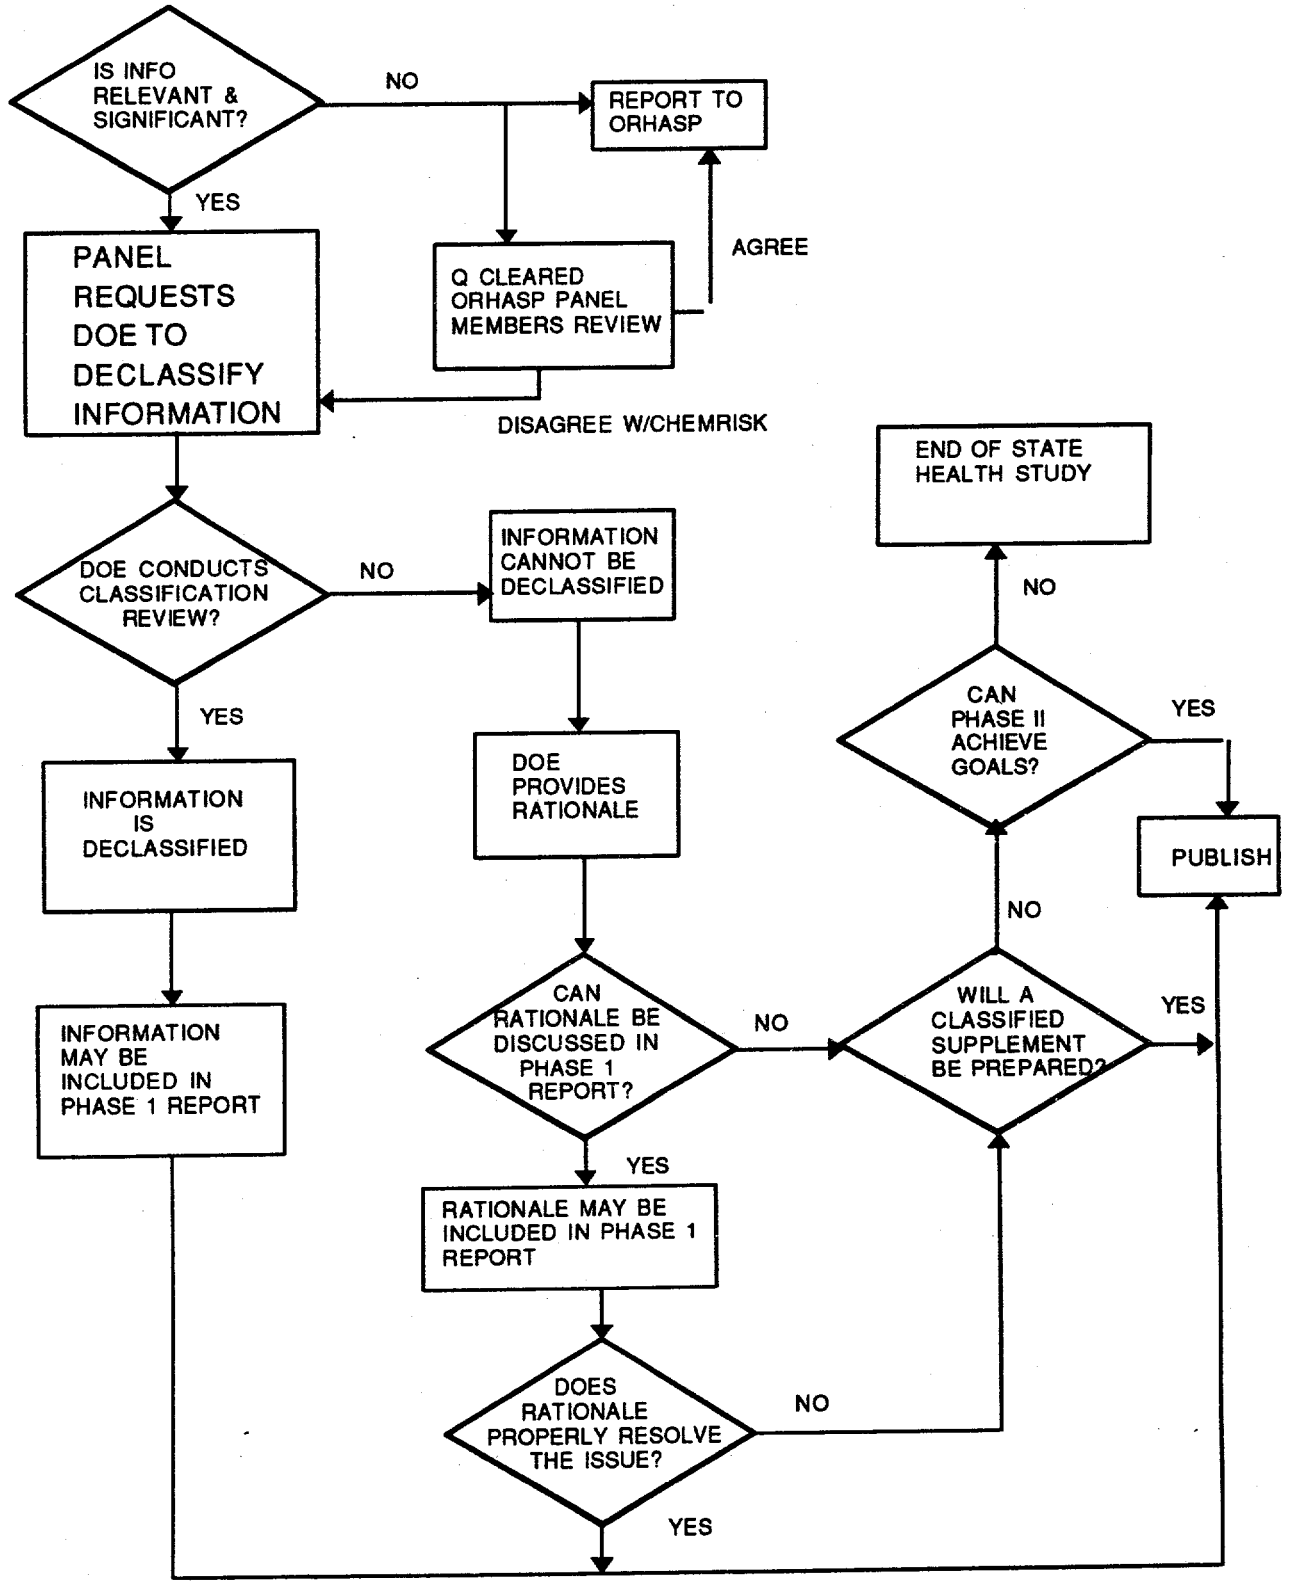 IS INFO
RELEVANT &
SIGNIFICANT?
NO
REPORT TO
ORHASP
YES
PANEL
REQUESTS
DOE TO
DECLASSIFY
INFORMATION
Q CLEARED
ORHASP PANEL
MEMBERS REVIEW
AGREE
DISAGREE W/CHEMRISK
END OF STATE
HEALTH STUDY
DOE CONDUCTS
CLASSIFICATION
REVIEW?
NO
INFORMATION
CANNOT BE
DECLASSIFIED
NO
YES
CAN
PHASE II
ACHIEVE
GOALS?
YES
INFORMATION
IS
DECLASSIFIED
DOE
PROVIDES
RATIONALE
PUBLISH
NO
INFORMATION
MAY BE
INCLUDED IN
PHASE 1 REPORT
CAN
RATIONALE BE
DISCUSSED IN
PHASE 1
REPORT?
NO
WILL A
CLASSIFIED
SUPPLEMENT
BE PREPARED?
YES
YES
RATIONALE MAY BE
INCLUDED IN PHASE 1
REPORT
DOES
RATIONALE
PROPERLY RESOLVE
THE ISSUE?
NO
YES